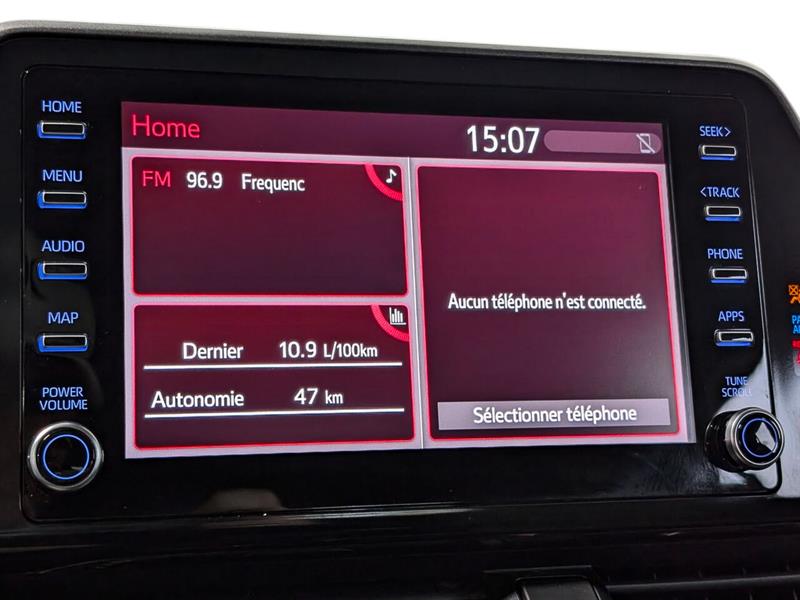 HOME
MENU
AUDIO
MAP
POWER
VOLUME
Home
15:07
FM 96.9 Frequenc
Dernier 10.9 L/100km
Autonomie 47 km
Aucun téléphone n'est connecté.
Sélectionner téléphone
SEEK>
<TRACK
PHONE
APPS
TUNE
SCROLL